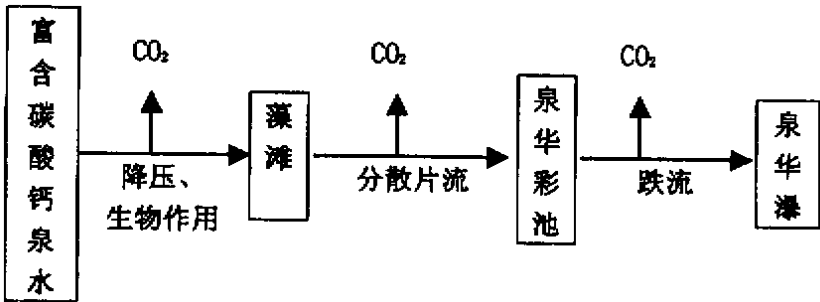 富含碳酸钙泉水
CO₂
降压、
生物作用
藻滩
CO₂
分散片流
泉华彩池
CO₂
跌流
泉华瀑